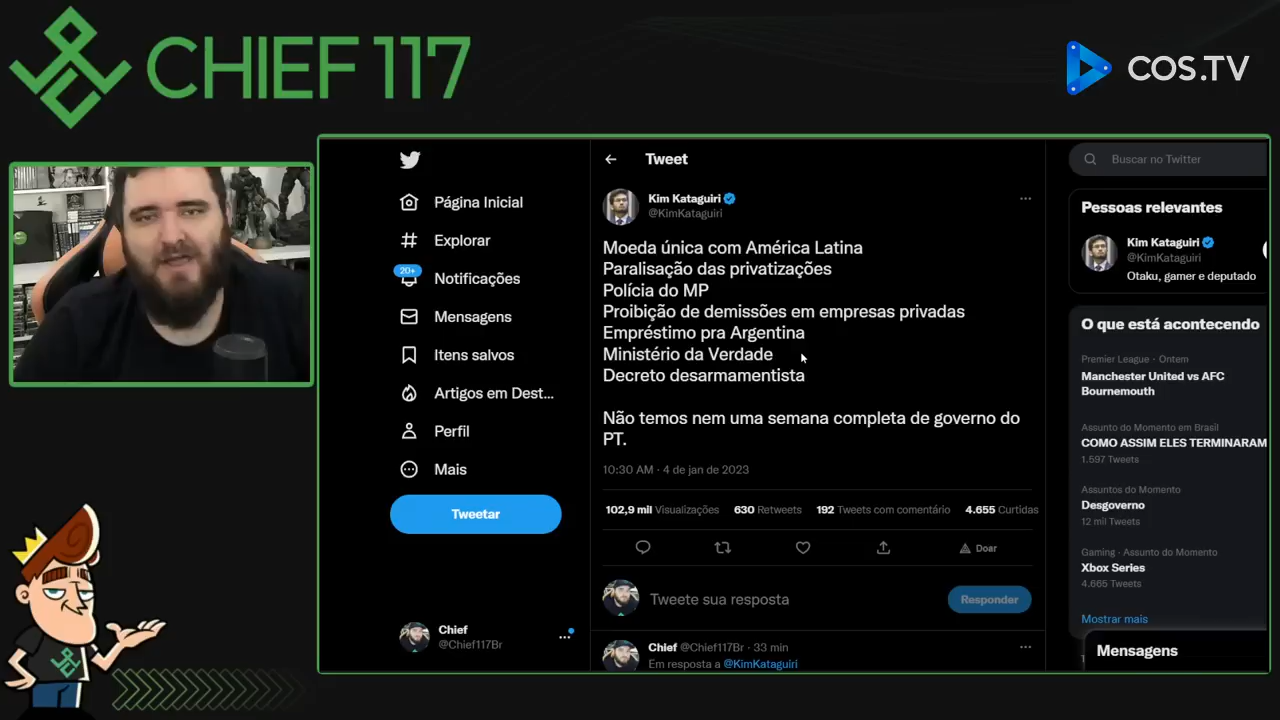 CHIEF 117
COS.TV
Tweet
Buscar no Twitter
Página Inicial
Explorar
20+
Notificações
Mensagens
Itens salvos
Artigos em Dest...
Perfil
Mais
Tweetar
Chief
@Chief117Br
Kim Kataguiri
@KimKataguiri
Moeda única com América Latina
Paralisação das privatizações
Polícia do MP
Proibição de demissões em empresas privadas
Empréstimo pra Argentina
Ministério da Verdade
Decreto desarmamentista
Não temos nem uma semana completa de governo do
PT.
10:30 AM · 4 de jan de 2023
102,9 mil Visualizações 630 Retweets 192 Tweets com comentário 4.655 Curtidas
Doar
Tweete sua resposta
Responder
Chief @Chief117Br · 33 min
Em resposta a @KimKataguiri
Pessoas relevantes
Kim Kataguiri
@KimKataguiri
Otaku, gamer e deputado
O que está acontecendo
Premier League · Ontem
Manchester United vs AFC
Bournemouth
Assunto do Momento em Brasil
COMO ASSIM ELES TERMINARAM
1.597 Tweets
Assuntos do Momento
Desgoverno
12 mil Tweets
Gaming · Assunto do Momento
Xbox Series
4.665 Tweets
Mostrar mais
Mensagens